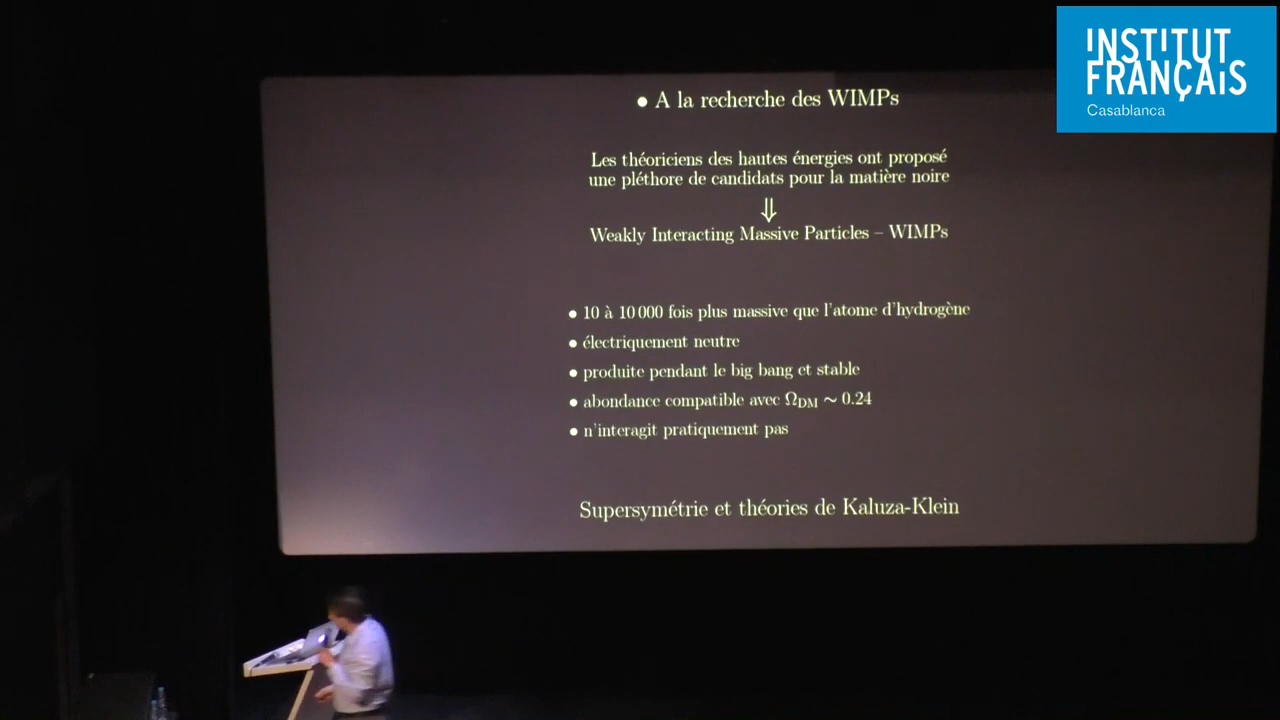 INSTITUT
FRANÇAIS
Casablanca
• A la recherche des WIMPs
Les théoriciens des hautes énergies ont proposé
une pléthore de candidats pour la matière noire
⇓
Weakly Interacting Massive Particles – WIMPs
• 10 à 10 000 fois plus massive que l'atome d'hydrogène
• électriquement neutre
• produite pendant le big bang et stable
• abondance compatible avec Ω_DM ∼ 0.24
• n'interagit pratiquement pas
Supersymétrie et théories de Kaluza-Klein